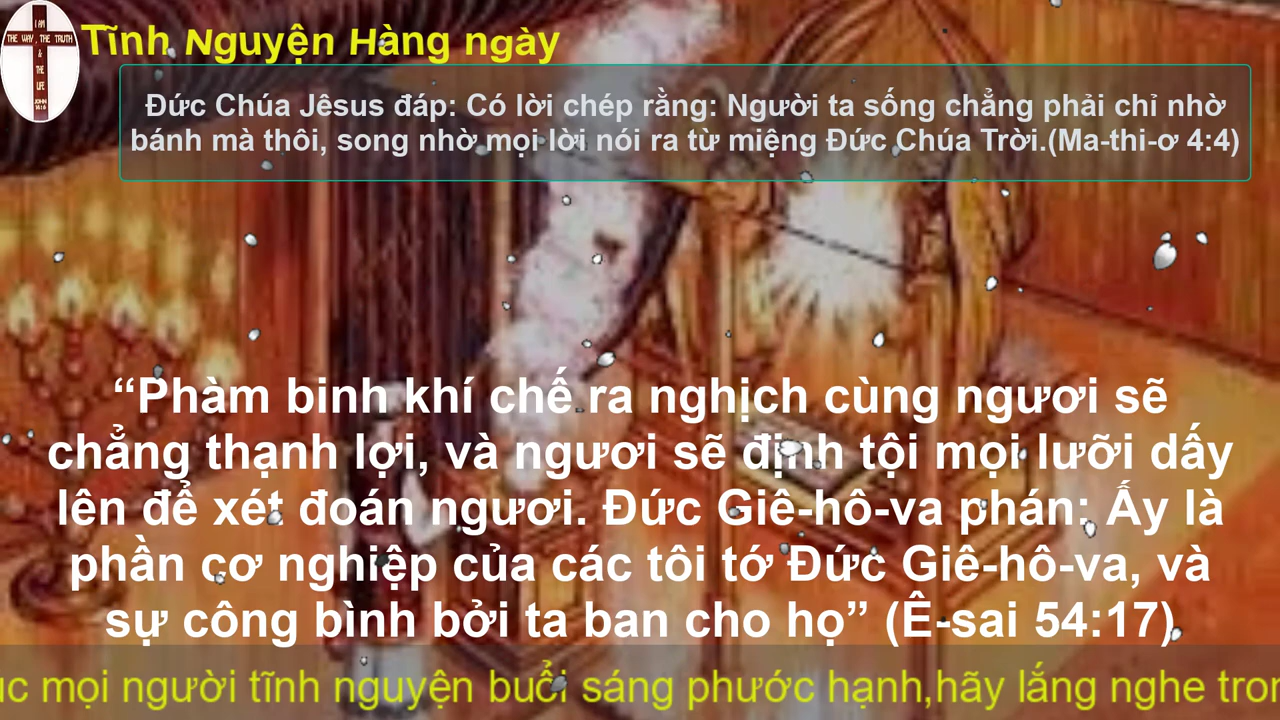 I AM
THE WAY, THE TRUTH
&
THE
LIFE
JOHN
14:6
Tĩnh Nguyện Hàng ngày
Đức Chúa Jêsus đáp: Có lời chép rằng: Người ta sống chẳng phải chỉ nhờ
bánh mà thôi, song nhờ mọi lời nói ra từ miệng Đức Chúa Trời.(Ma-thi-ơ 4:4)
“Phàm binh khí chế ra nghịch cùng ngươi sẽ
chẳng thạnh lợi, và ngươi sẽ định tội mọi lưỡi dấy
lên để xét đoán ngươi. Đức Giê-hô-va phán: Ấy là
phần cơ nghiệp của các tôi tớ Đức Giê-hô-va, và
sự công bình bởi ta ban cho họ” (Ê-sai 54:17)
mọi người tĩnh nguyện buổi sáng phước hạnh,hãy lắng nghe